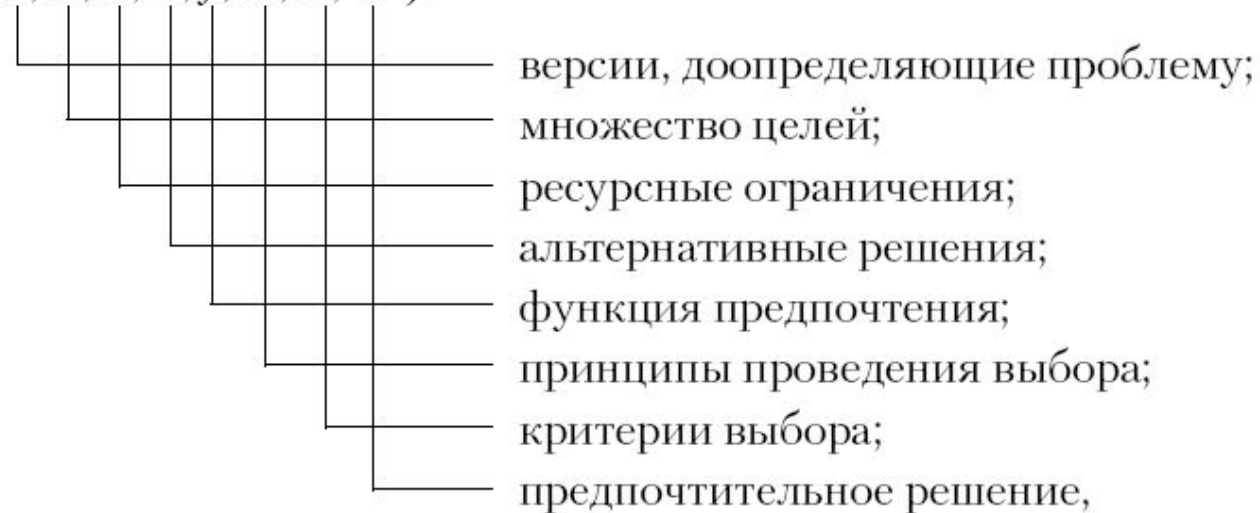 версии, доопределяющие проблему;
множество целей;
ресурсные ограничения;
альтернативные решения;
функция предпочтения;
принципы проведения выбора;
критерии выбора;
предпочтительное решение,